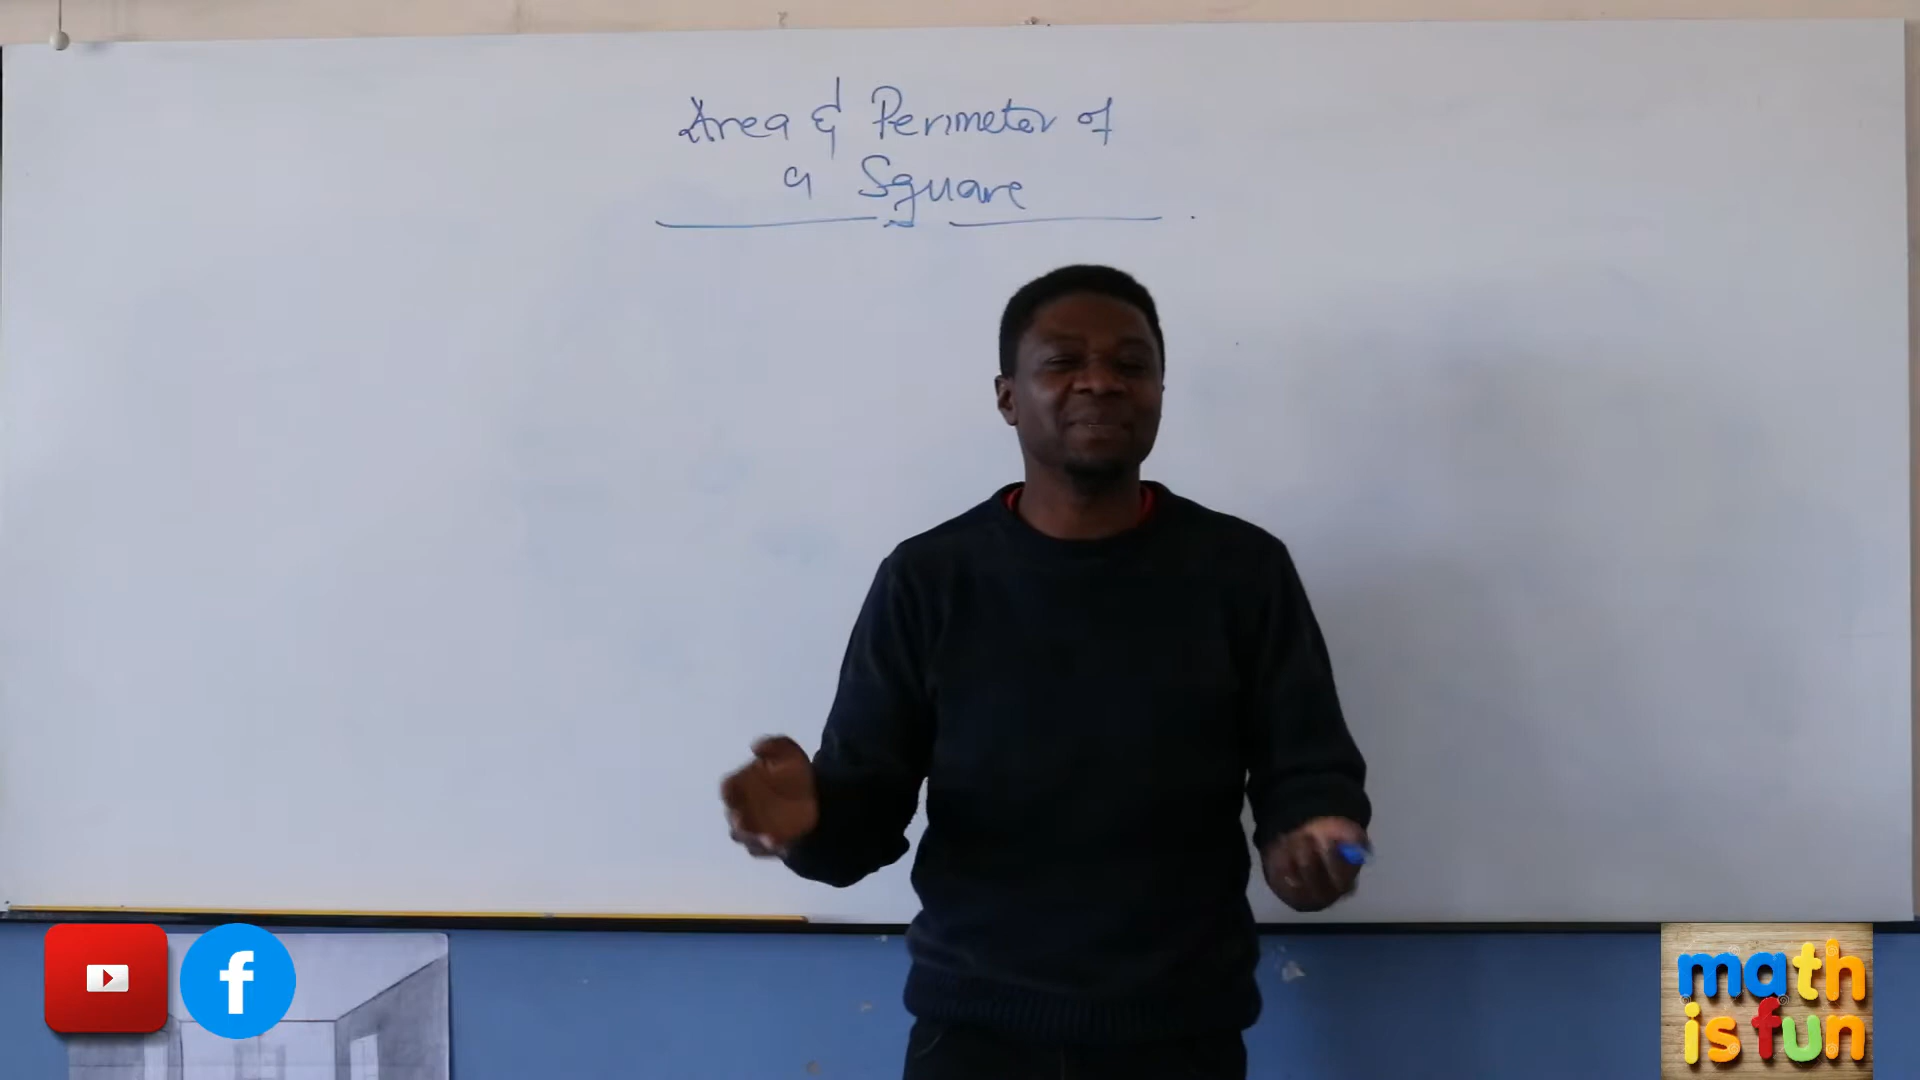 Area & Perimeter of
a Square
f
math
is fun